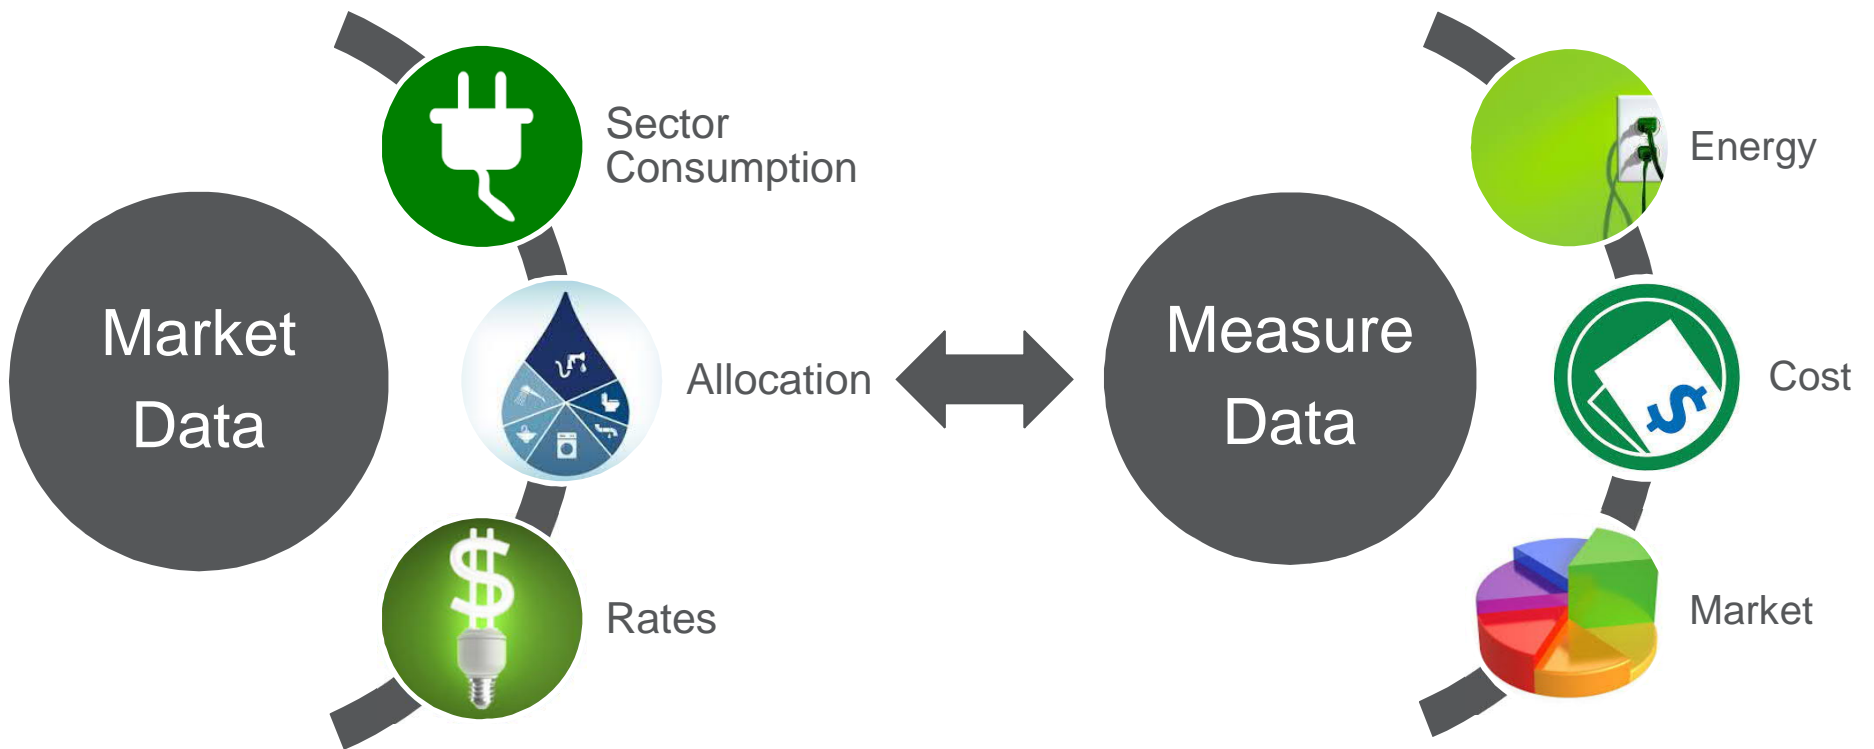 Market
Data
Sector
Consumption
Allocation
Rates
Measure
Data
Energy
Cost
Market